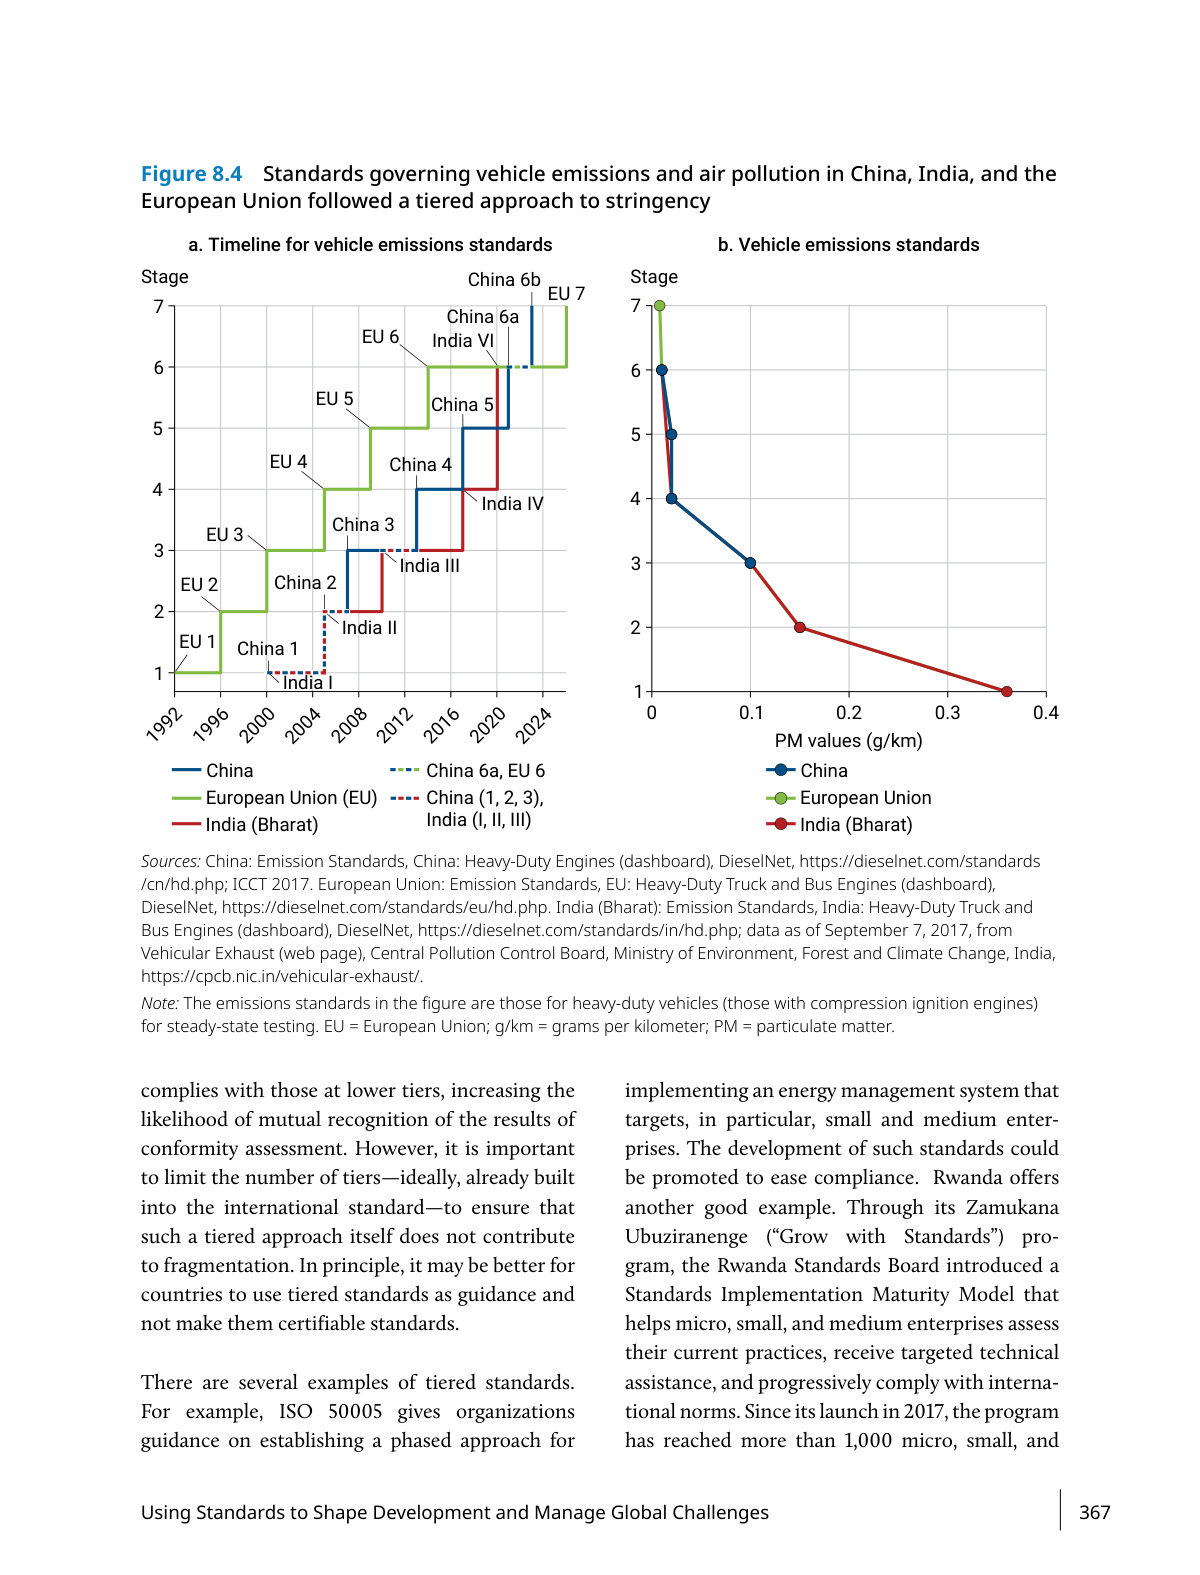 Figure 8.4 Standards governing vehicle emissions and air pollution in China, India, and the
European Union followed a tiered approach to stringency
a. Timeline for vehicle emissions standards
Stage
7
6
5
4
3
2
1
EU 1
EU 2
EU 3
EU 4
EU 5
EU 6
EU 7
China 1
China 2
China 3
China 4
China 5
China 6a
China 6b
India I
India II
India III
India IV
India VI
1992
1996
2000
2004
2008
2012
2016
2020
2024
China
European Union (EU)
India (Bharat)
China 6a, EU 6
China (1, 2, 3),
India (I, II, III)
b. Vehicle emissions standards
Stage
7
6
5
4
3
2
1
0
0.1
0.2
0.3
0.4
PM values (g/km)
China
European Union
India (Bharat)
Sources: China: Emission Standards, China: Heavy-Duty Engines (dashboard), DieselNet, https://dieselnet.com/standards
/cn/hd.php; ICCT 2017. European Union: Emission Standards, EU: Heavy-Duty Truck and Bus Engines (dashboard),
DieselNet, https://dieselnet.com/standards/eu/hd.php. India (Bharat): Emission Standards, India: Heavy-Duty Truck and
Bus Engines (dashboard), DieselNet, https://dieselnet.com/standards/in/hd.php; data as of September 7, 2017, from
Vehicular Exhaust (web page), Central Pollution Control Board, Ministry of Environment, Forest and Climate Change, India,
https://cpcb.nic.in/vehicular-exhaust/.
Note: The emissions standards in the figure are those for heavy-duty vehicles (those with compression ignition engines)
for steady-state testing. EU = European Union; g/km = grams per kilometer; PM = particulate matter.
complies with those at lower tiers, increasing the
likelihood of mutual recognition of the results of
conformity assessment. However, it is important
to limit the number of tiers—ideally, already built
into the international standard—to ensure that
such a tiered approach itself does not contribute
to fragmentation. In principle, it may be better for
countries to use tiered standards as guidance and
not make them certifiable standards.
There are several examples of tiered standards.
For example, ISO 50005 gives organizations
guidance on establishing a phased approach for
implementing an energy management system that
targets, in particular, small and medium enter-
prises. The development of such standards could
be promoted to ease compliance. Rwanda offers
another good example. Through its Zamukana
Ubuziranenge (“Grow with Standards”) pro-
gram, the Rwanda Standards Board introduced a
Standards Implementation Maturity Model that
helps micro, small, and medium enterprises assess
their current practices, receive targeted technical
assistance, and progressively comply with interna-
tional norms. Since its launch in 2017, the program
has reached more than 1,000 micro, small, and
Using Standards to Shape Development and Manage Global Challenges
367